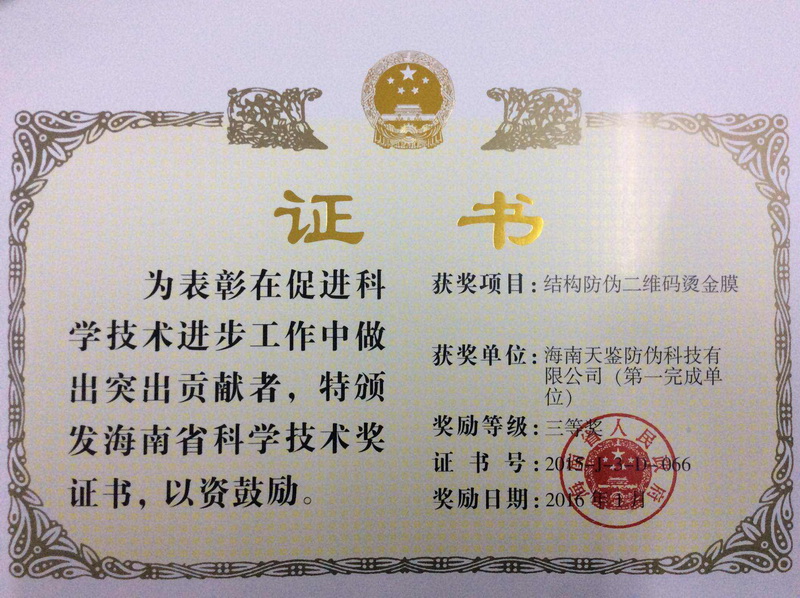 证 书
为表彰在促进科
学技术进步工作中做
出突出贡献者，特颁
发海南省科学技术奖
证书，以资鼓励。
获奖项目：结构防伪二维码烫金膜
获奖单位：海南天鉴防伪科技有
限公司（第一完成单
位）
奖励等级：三等奖
证 书 号：2015-J-3-D-066
奖励日期：2016年1月
海南省人民政府